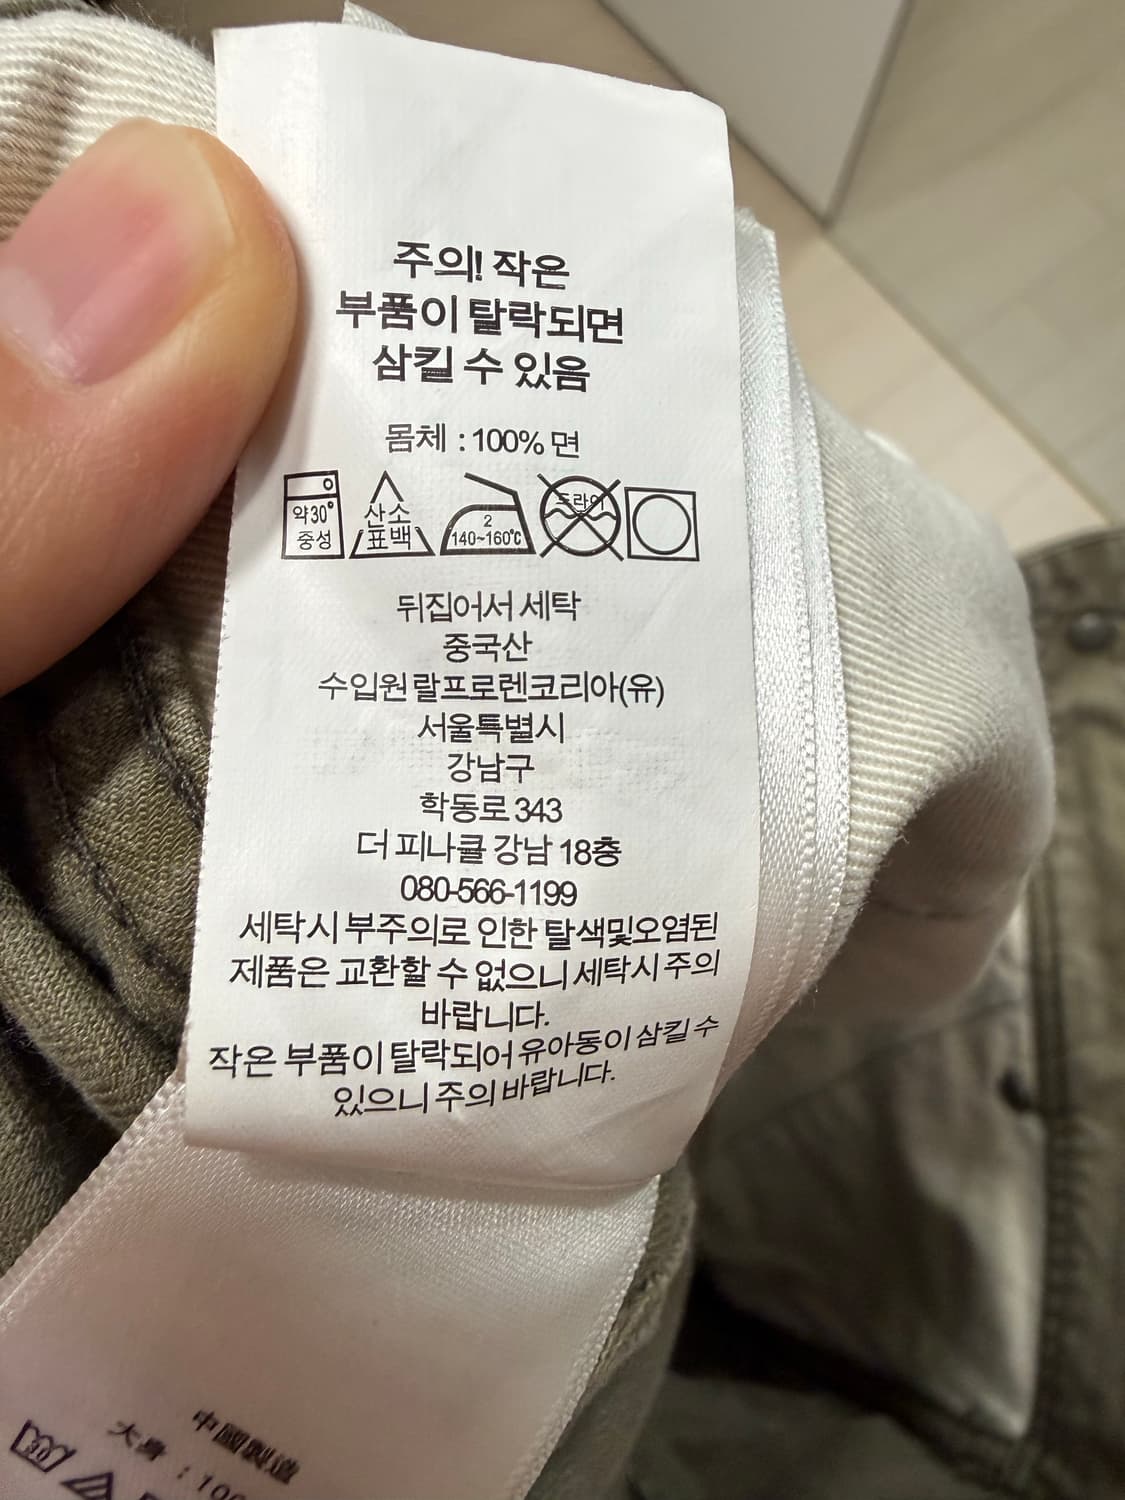 주의! 작은
부품이 탈락되면
삼킬 수 있음
몸체 : 100% 면
약30° 중성
산소 표백
2 140~160℃
드라이
뒤집어서 세탁
중국산
수입원 랄프로렌코리아(유)
서울특별시
강남구
학동로 343
더 피나클 강남 18층
080-566-1199
세탁시 부주의로 인한 탈색및오염된
제품은 교환할 수 없으니 세탁시 주의
바랍니다.
작은 부품이 탈락되어 유아동이 삼킬 수
있으니 주의 바랍니다.
中國製造
大身 : 100
30